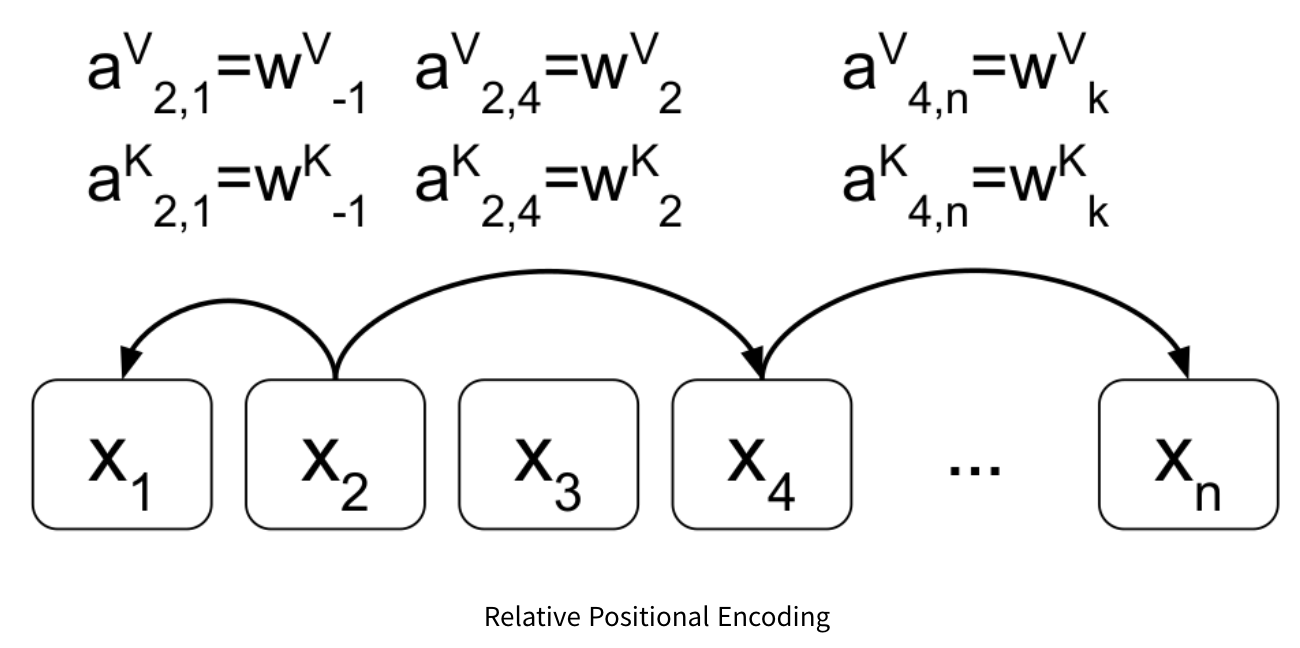 aV2,1=wV-1 aV2,4=wV2 aV4,n=wVk
aK2,1=wK-1 aK2,4=wK2 aK4,n=wKk
x1 x2 x3 x4 ... xn
Relative Positional Encoding